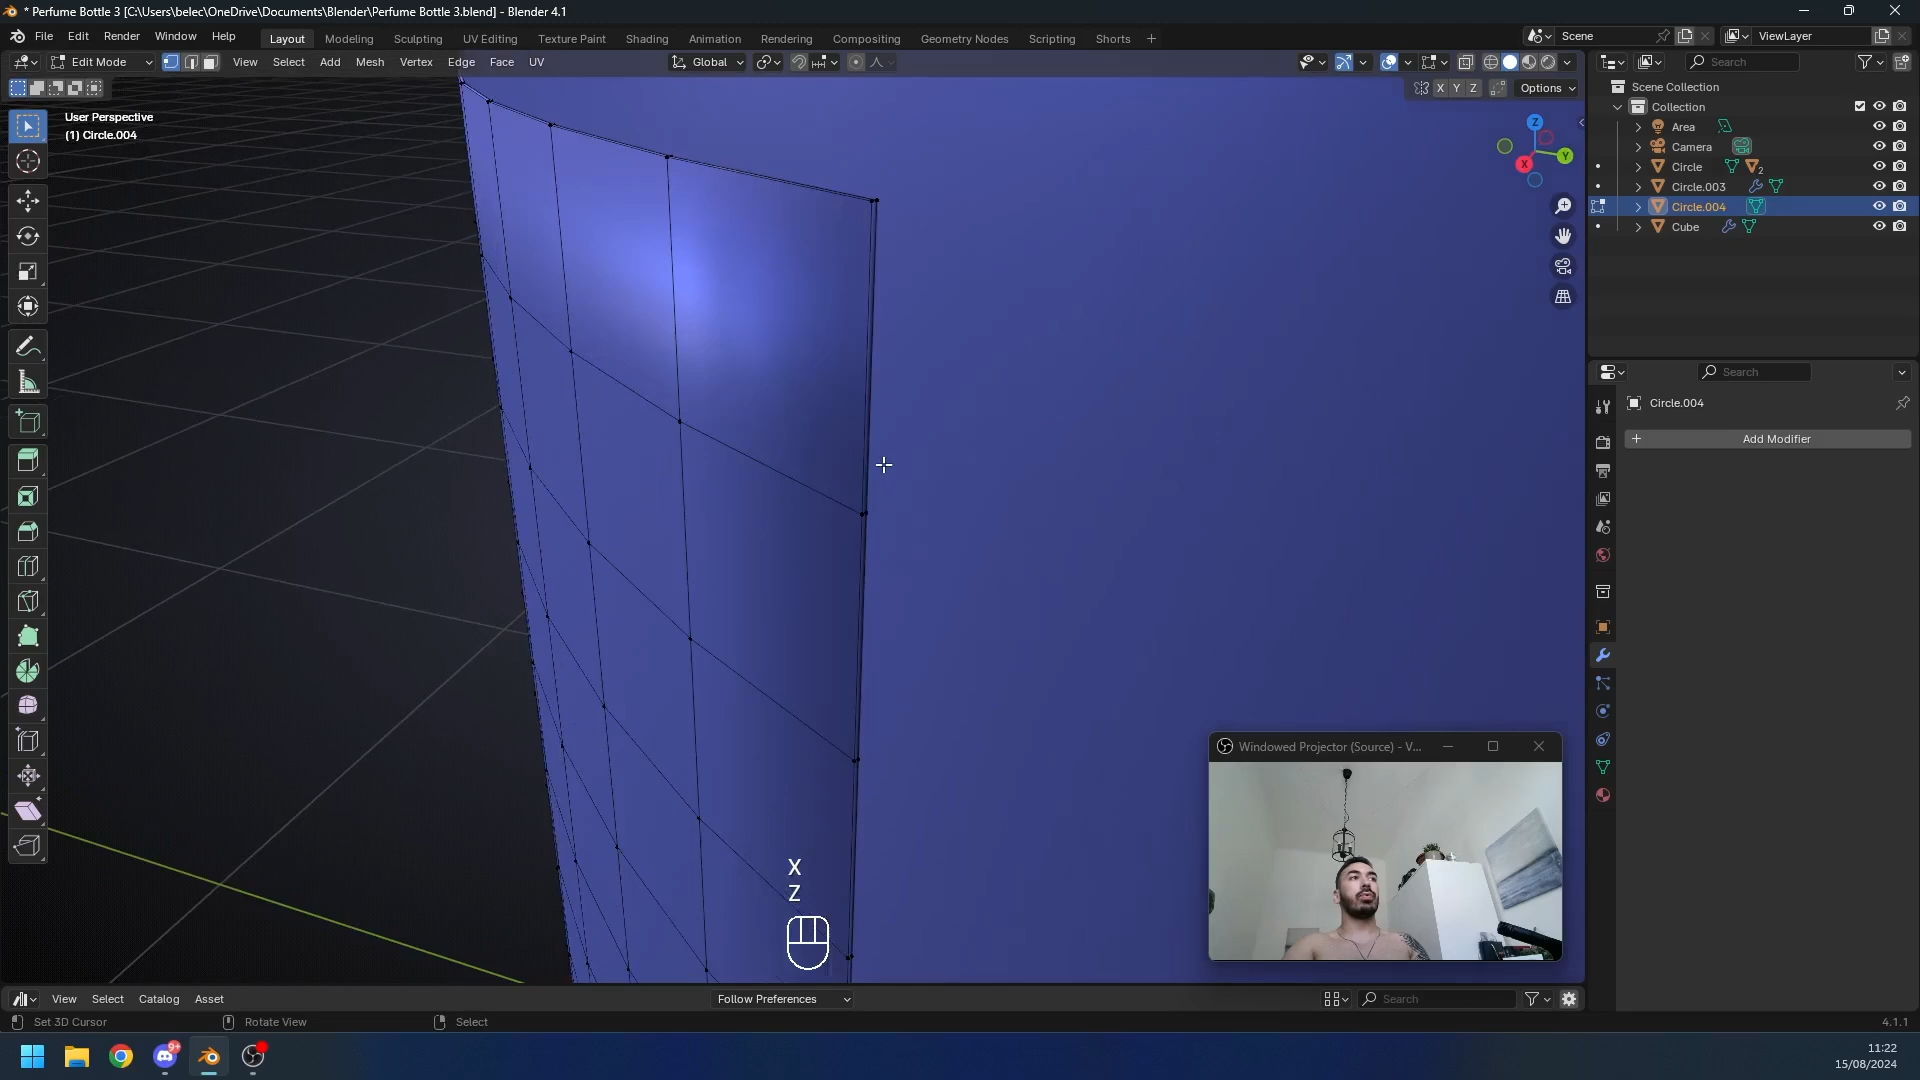 * Perfume Bottle 3 [C:\Users\belec\OneDrive\Documents\Blender\Perfume Bottle 3.blend] - Blender 4.1
File Edit Render Window Help
Layout Modeling Sculpting UV Editing Texture Paint Shading Animation Rendering Compositing Geometry Nodes Scripting Shorts
Scene
ViewLayer
Edit Mode
View Select Add Mesh Vertex Edge Face UV
Global
Search
X Y Z
Options
User Perspective
(1) Circle.004
Z
Y
X
Scene Collection
Collection
Area
Camera
Circle
2
Circle.003
Circle.004
Cube
Search
Circle.004
Add Modifier
Windowed Projector (Source) - V...
X
Z
View Select Catalog Asset
Follow Preferences
Search
Set 3D Cursor
Rotate View
Select
4.1.1
9+
11:22
15/08/2024